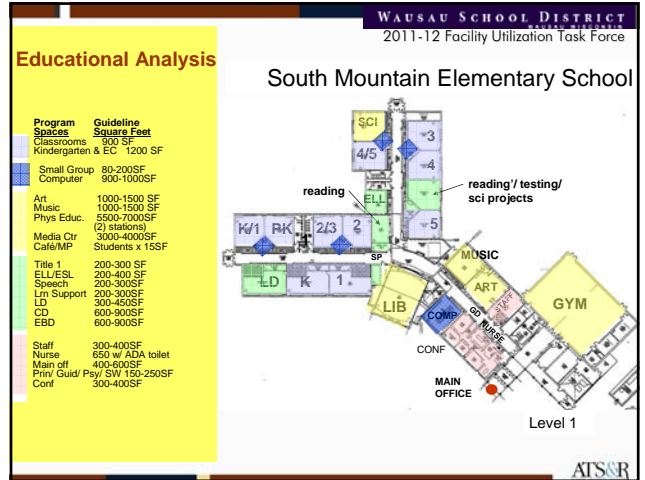 WAUSAU SCHOOL DISTRICT
WAUSAU WISCONSIN
2011-12 Facility Utilization Task Force
Educational Analysis
South Mountain Elementary School
Program Guideline
Spaces Square Feet
Classrooms 900 SF
Kindergarten & EC 1200 SF
Small Group 80-200SF
Computer 900-1000SF
Art 1000-1500 SF
Music 1000-1500 SF
Phys Educ. 5500-7000SF
(2) stations)
Media Ctr 3000-4000SF
Café/MP Students x 15SF
Title 1 200-300 SF
ELL/ESL 200-400 SF
Speech 200-300SF
Lrn Support 200-300SF
LD 300-450SF
CD 600-900SF
EBD 600-900SF
Staff 300-400SF
Nurse 650 w/ ADA toilet
Main off 400-600SF
Prin/ Guid/ Psy/ SW 150-250SF
Conf 300-400SF
SCI
4/5
3
4
reading
reading'/ testing/
sci projects
ELL
5
K/1
PK
2/3
2
SP
LD
K
1
MUSIC
ART
STAFF
GYM
LIB
COMP
GD
NURSE
CONF
MAIN
OFFICE
Level 1
ATS&R